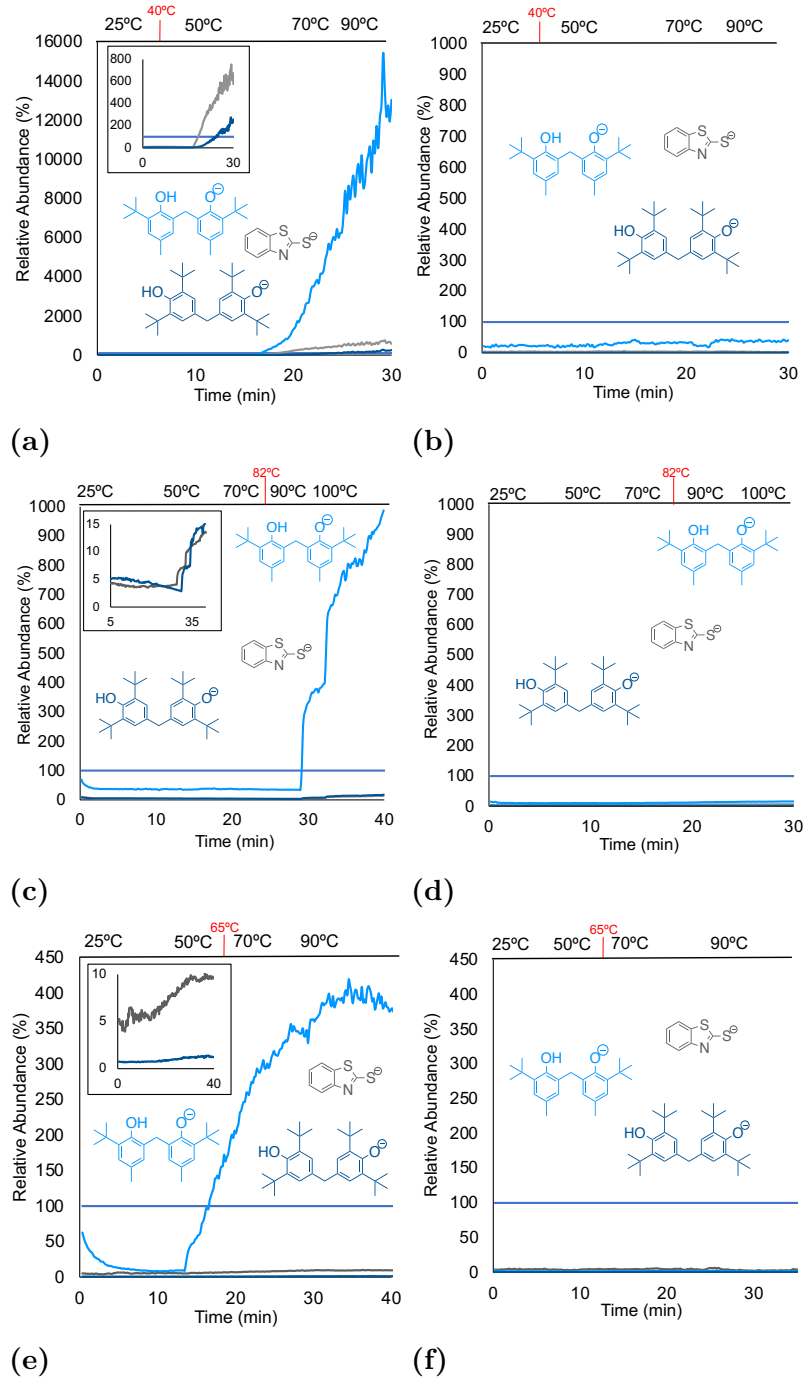 40ºC
25ºC 50ºC 70ºC 90ºC
16000
14000
12000
10000
8000
6000
4000
2000
0
Relative Abundance (%)
800
600
400
200
0
0 30
OH O⊖
S
N
S⊖
HO O⊖
0 10 20 30
Time (min)
(a)
40ºC
25ºC 50ºC 70ºC 90ºC
1000
900
800
700
600
500
400
300
200
100
0
Relative Abundance (%)
OH O⊖
S
N
S⊖
HO O⊖
0 10 20 30
Time (min)
(b)
82ºC
25ºC 50ºC 70ºC 90ºC 100ºC
1000
900
800
700
600
500
400
300
200
100
0
Relative Abundance (%)
15
10
5
0
5 35
OH O⊖
S
N
S⊖
HO O⊖
0 10 20 30 40
Time (min)
(c)
82ºC
25ºC 50ºC 70ºC 90ºC 100ºC
1000
900
800
700
600
500
400
300
200
100
0
Relative Abundance (%)
OH O⊖
S
N
S⊖
HO O⊖
0 10 20 30
Time (min)
(d)
65ºC
25ºC 50ºC 70ºC 90ºC
450
400
350
300
250
200
150
100
50
0
Relative Abundance (%)
10
5
0
0 40
S
N
S⊖
OH O⊖
HO O⊖
0 10 20 30 40
Time (min)
(e)
65ºC
25ºC 50ºC 70ºC 90ºC
450
400
350
300
250
200
150
100
50
0
Relative Abundance (%)
S
N
S⊖
OH O⊖
HO O⊖
0 10 20 30
Time (min)
(f)